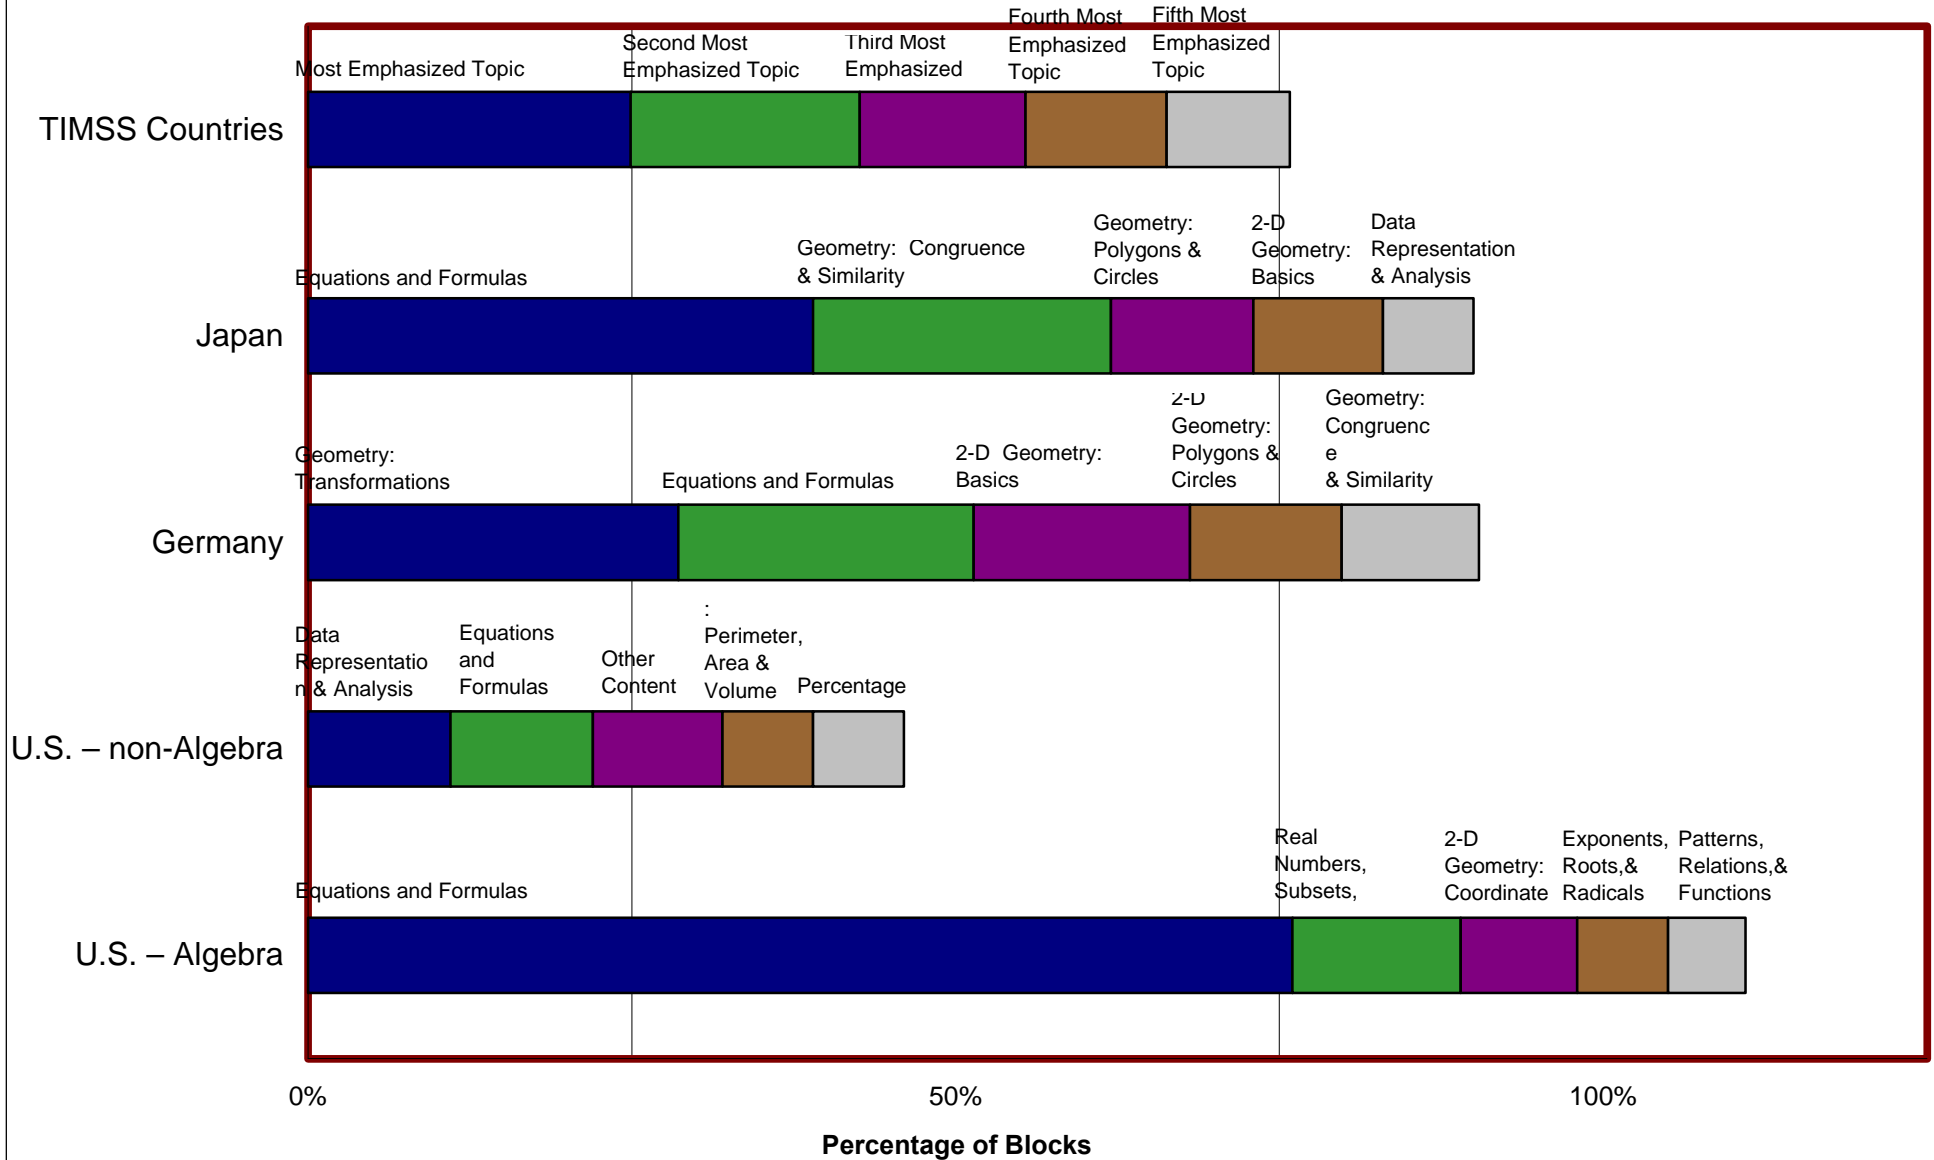 Fourth Most
Emphasized
Topic
Fifth Most
Emphasized
Topic
Most Emphasized Topic
Second Most
Emphasized Topic
Third Most
Emphasized
TIMSS Countries
Equations and Formulas
Geometry: Congruence
& Similarity
Geometry:
Polygons &
Circles
2-D
Geometry:
Basics
Data
Representation
& Analysis
Japan
Geometry:
Transformations
Equations and Formulas
2-D Geometry:
Basics
2-D
Geometry:
Polygons &
Circles
Geometry:
Congruenc
e
& Similarity
Germany
Data
Representatio
n & Analysis
Equations
and
Formulas
Other
Content
:
Perimeter,
Area &
Volume
Percentage
U.S. – non-Algebra
Equations and Formulas
Real
Numbers,
Subsets,
2-D
Geometry:
Coordinate
Exponents,
Roots,&
Radicals
Patterns,
Relations,&
Functions
U.S. – Algebra
0%
50%
100%
Percentage of Blocks